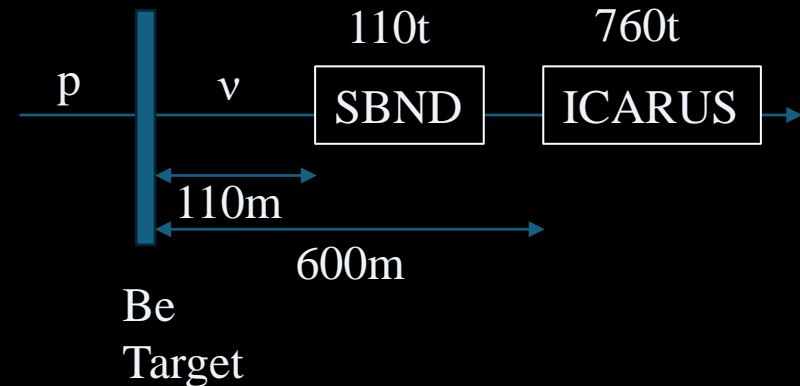 110t
760t
p
ν
SBND
ICARUS
110m
600m
Be
Target